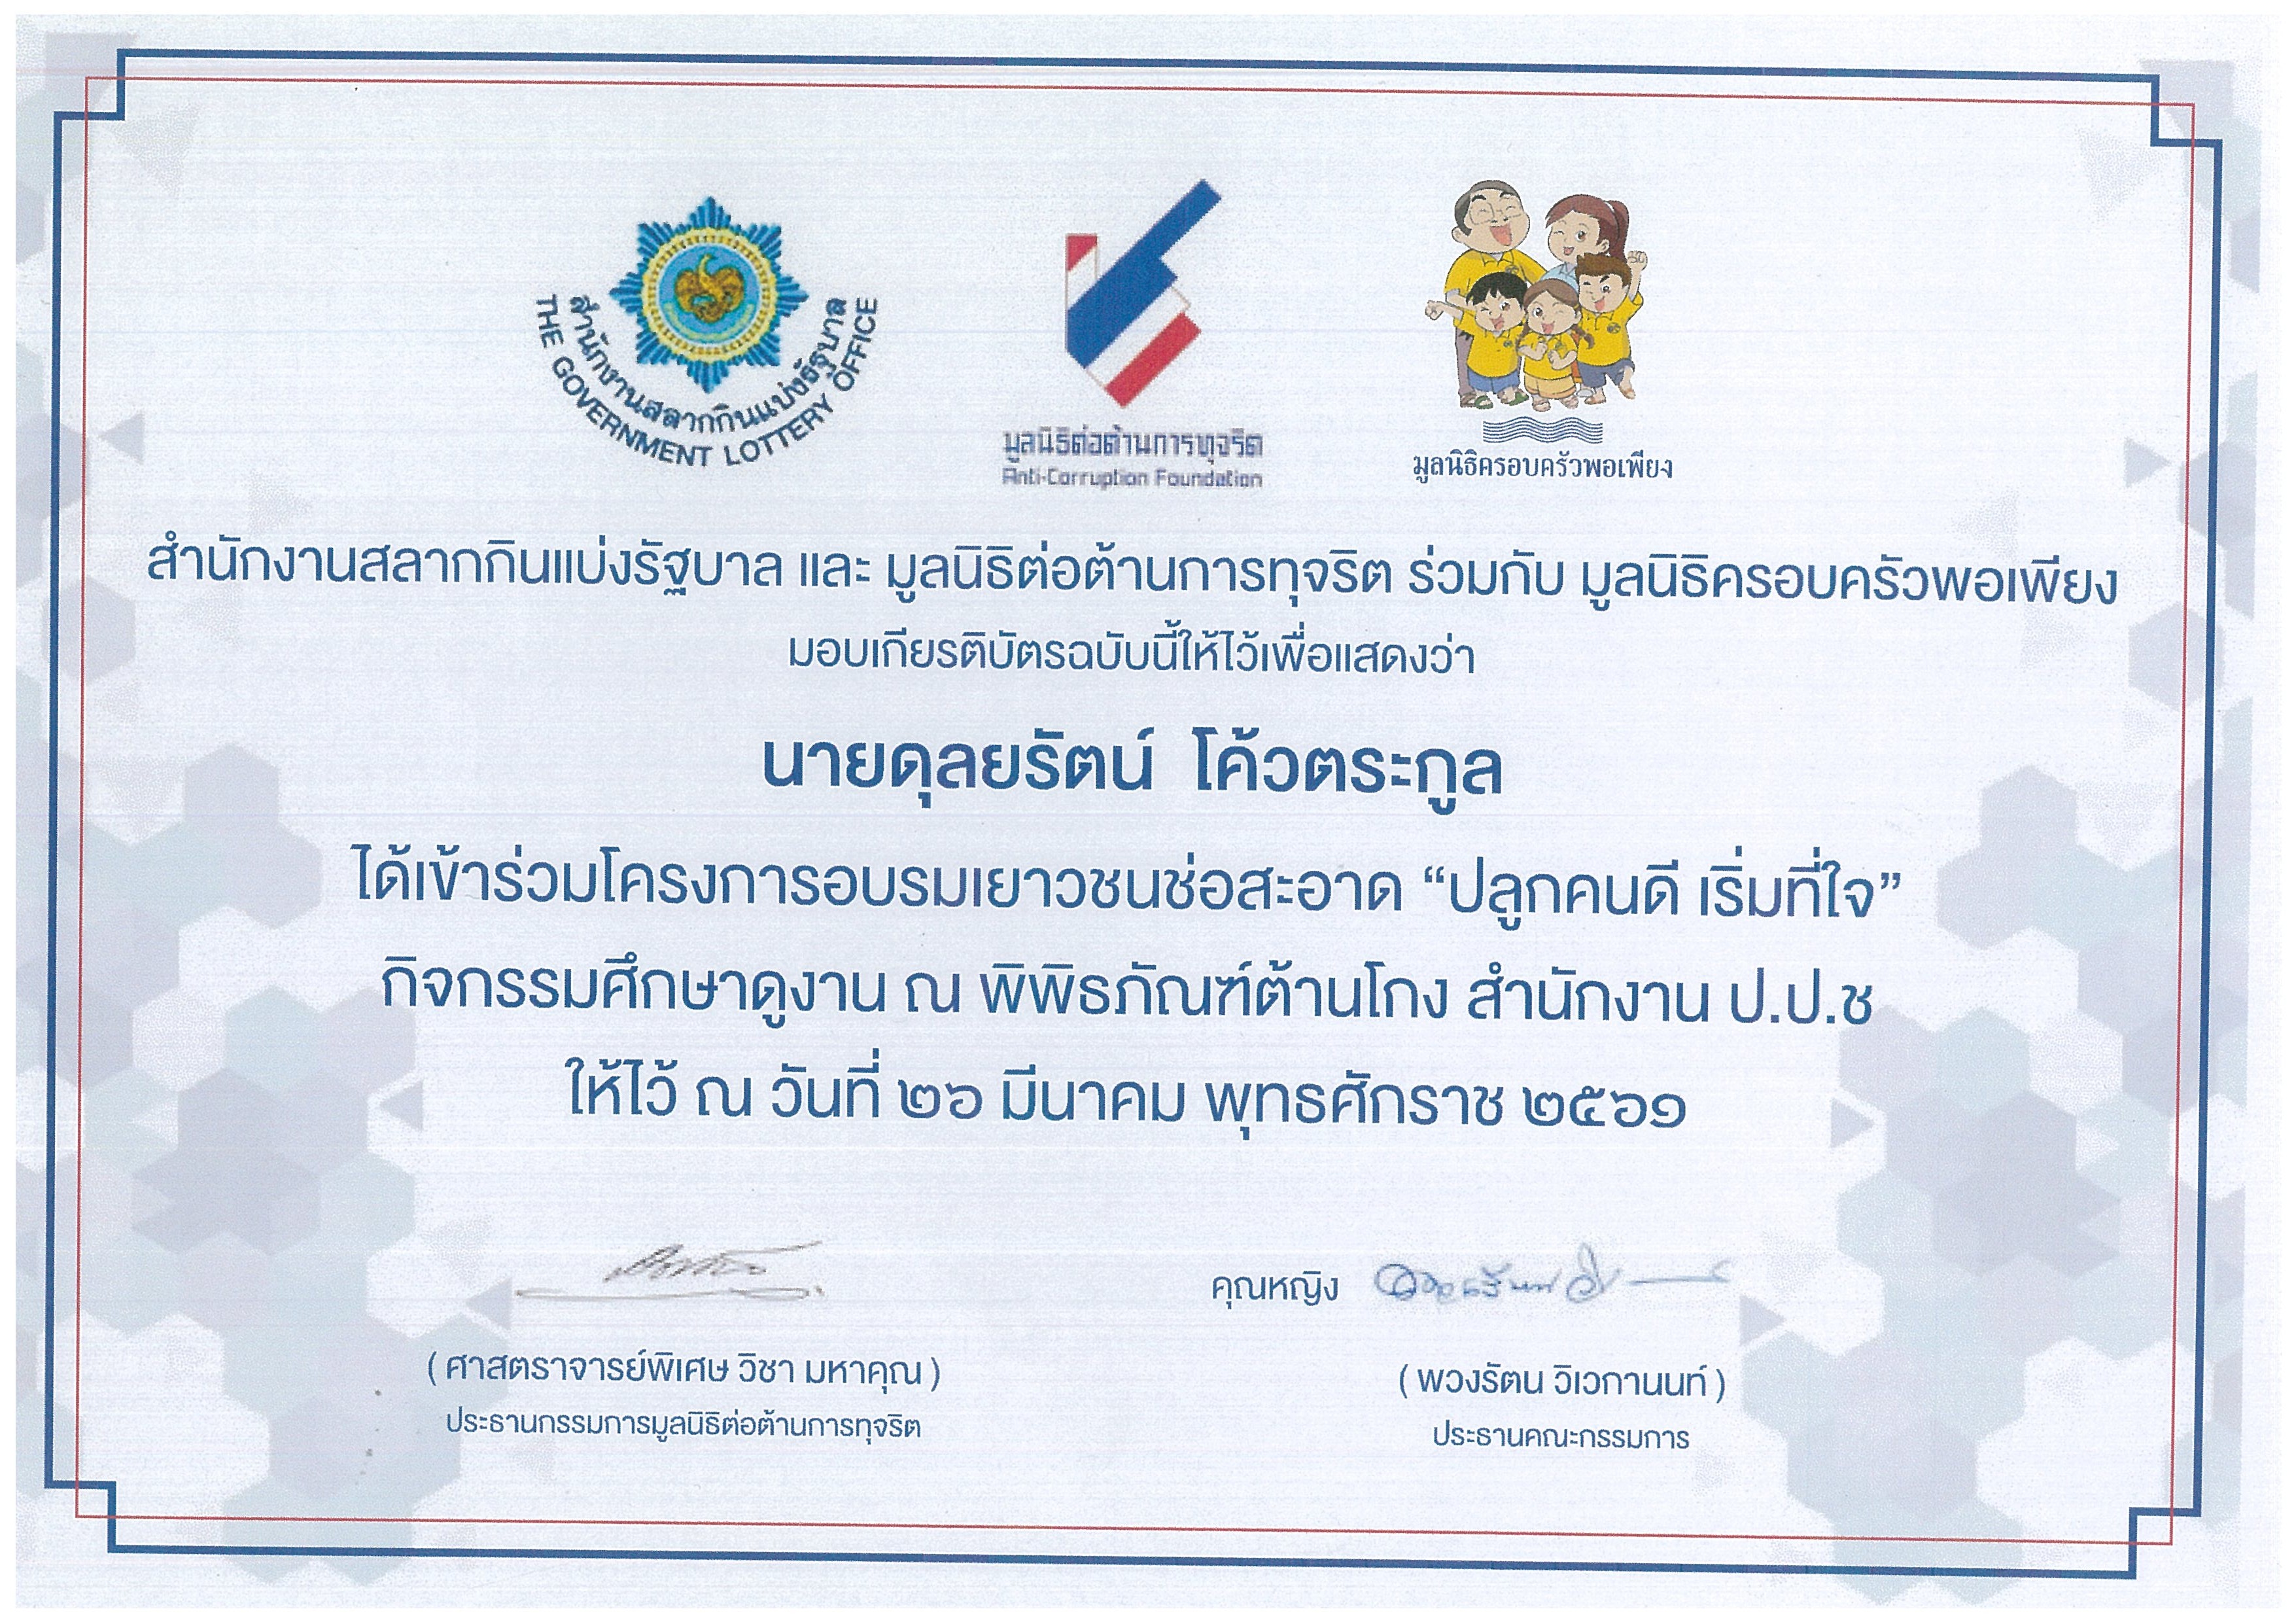 สำนักงานสลากกินแบ่งรัฐบาล
THE GOVERNMENT LOTTERY OFFICE
มูลนิธิต่อต้านการทุจริต
Anti-Corruption Foundation
มูลนิธิครอบครัวพอเพียง
สำนักงานสลากกินแบ่งรัฐบาล และ มูลนิธิต่อต้านการทุจริต ร่วมกับ มูลนิธิครอบครัวพอเพียง
มอบเกียรติบัตรฉบับนี้ให้ไว้เพื่อแสดงว่า
นายดุลยรัตน์ โค้วตระกูล
ได้เข้าร่วมโครงการอบรมเยาวชนช่อสะอาด “ปลูกคนดี เริ่มที่ใจ”
กิจกรรมศึกษาดูงาน ณ พิพิธภัณฑ์ต้านโกง สำนักงาน ป.ป.ช
ให้ไว้ ณ วันที่ ๒๖ มีนาคม พุทธศักราช ๒๕๖๑
คุณหญิง
( ศาสตราจารย์พิเศษ วิชา มหาคุณ )
( พวงรัตน วิเวกานนท์ )
ประธานกรรมการมูลนิธิต่อต้านการทุจริต
ประธานคณะกรรมการ